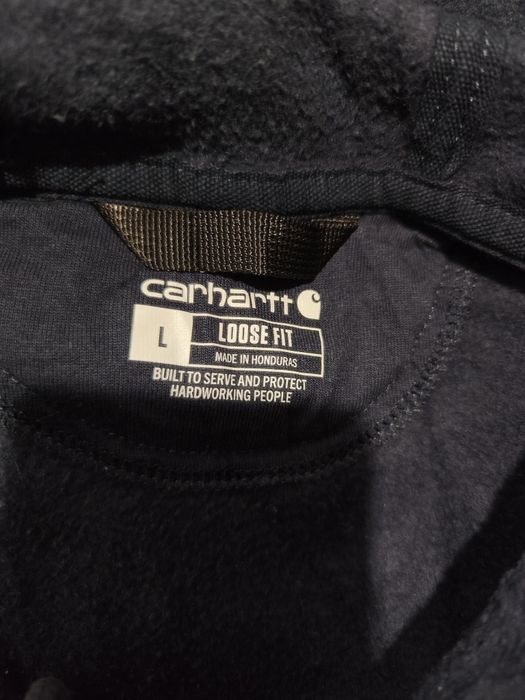 carhartt
L
LOOSE FIT
MADE IN HONDURAS
BUILT TO SERVE AND PROTECT
HARDWORKING PEOPLE